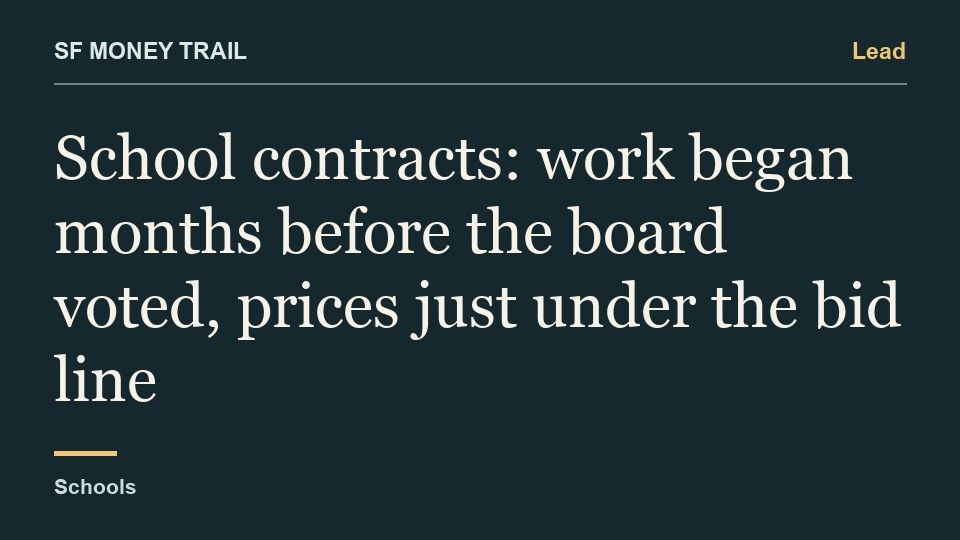 SF MONEY TRAIL
Lead
School contracts: work began
months before the board
voted, prices just under the bid
line
Schools